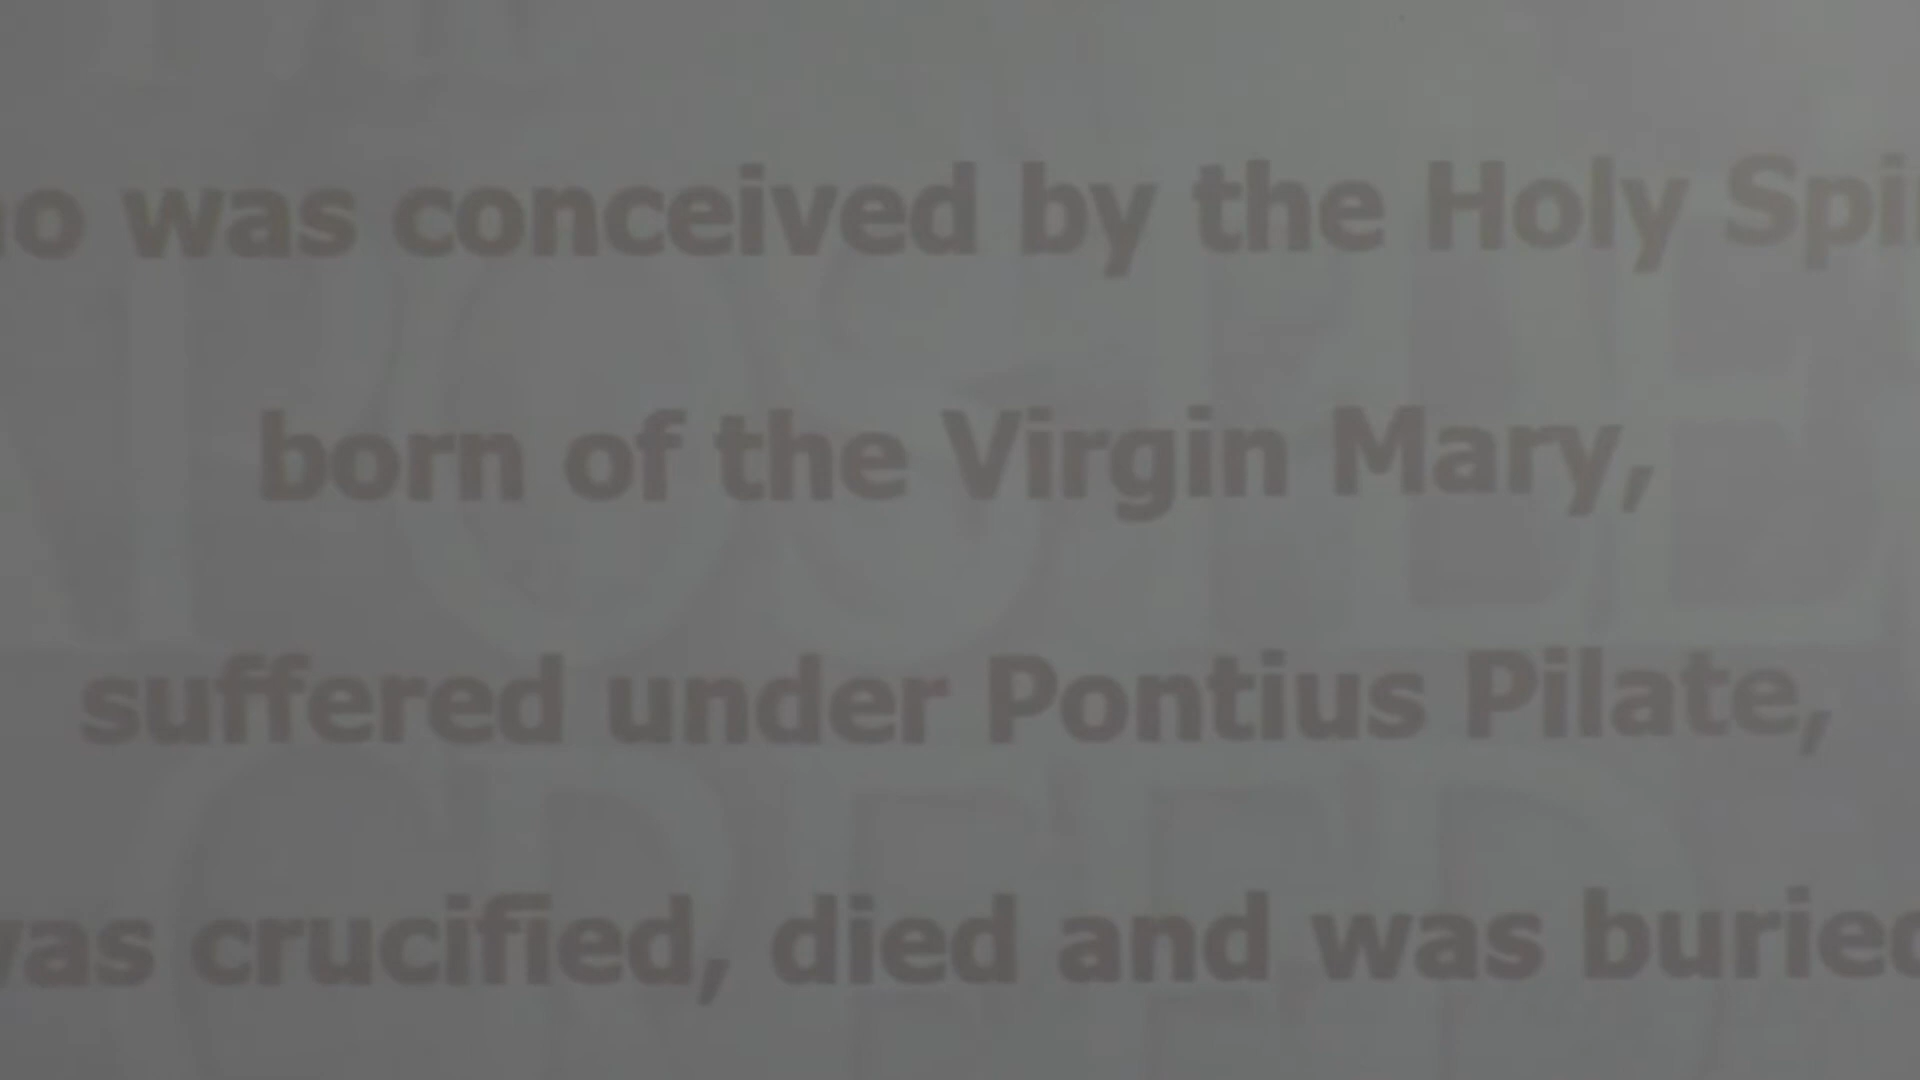 was conceived by the Holy
born of the Virgin Mary,
suffered under Pontius Pilate,
crucified, died and was